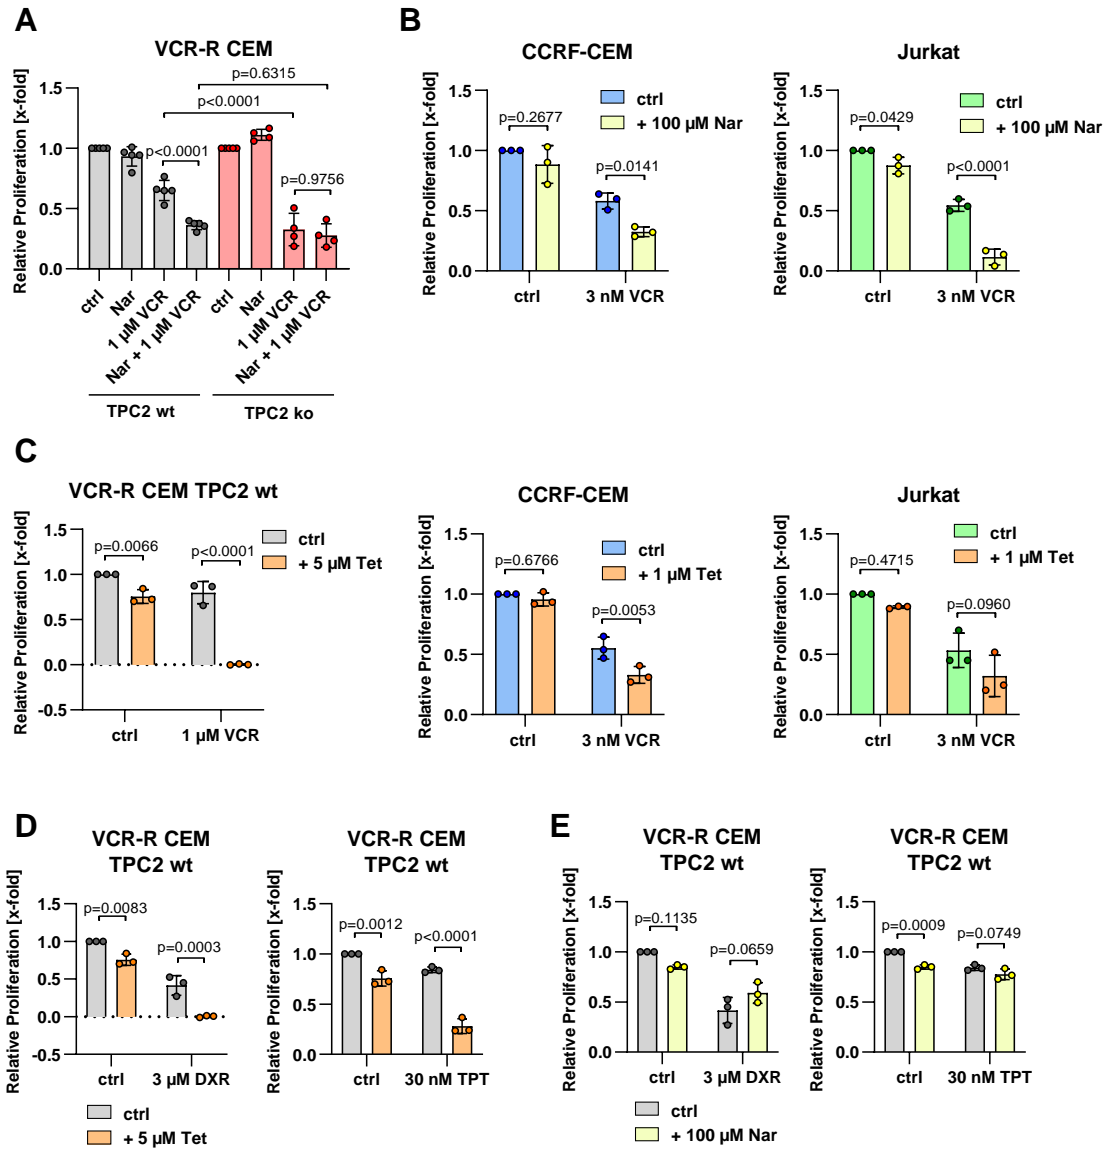 A
VCR-R CEM
Relative Proliferation [x-fold]
1.5
1.0
0.5
0.0
p=0.6315
p<0.0001
p<0.0001
p=0.9756
ctrl
Nar
1 µM VCR
Nar + 1 µM VCR
ctrl
Nar
1 µM VCR
Nar + 1 µM VCR
TPC2 wt
TPC2 ko
B
CCRF-CEM
Relative Proliferation [x-fold]
1.5
1.0
0.5
0.0
p=0.2677
p=0.0141
ctrl
+ 100 µM Nar
ctrl
3 nM VCR
Jurkat
Relative Proliferation [x-fold]
1.5
1.0
0.5
0.0
p=0.0429
p<0.0001
ctrl
+ 100 µM Nar
ctrl
3 nM VCR
C
VCR-R CEM TPC2 wt
Relative Proliferation [x-fold]
1.5
1.0
0.5
0.0
-0.5
p=0.0066
p<0.0001
ctrl
+ 5 µM Tet
ctrl
1 µM VCR
CCRF-CEM
Relative Proliferation [x-fold]
1.5
1.0
0.5
0.0
p=0.6766
p=0.0053
ctrl
+ 1 µM Tet
ctrl
3 nM VCR
Jurkat
Relative Proliferation [x-fold]
1.5
1.0
0.5
0.0
p=0.4715
p=0.0960
ctrl
+ 1 µM Tet
ctrl
3 nM VCR
D
VCR-R CEM
TPC2 wt
Relative Proliferation [x-fold]
1.5
1.0
0.5
0.0
-0.5
p=0.0083
p=0.0003
ctrl
3 µM DXR
ctrl
+ 5 µM Tet
VCR-R CEM
TPC2 wt
Relative Proliferation [x-fold]
1.5
1.0
0.5
0.0
p=0.0012
p<0.0001
ctrl
30 nM TPT
E
VCR-R CEM
TPC2 wt
Relative Proliferation [x-fold]
1.5
1.0
0.5
0.0
p=0.1135
p=0.0659
ctrl
3 µM DXR
ctrl
+ 100 µM Nar
VCR-R CEM
TPC2 wt
Relative Proliferation [x-fold]
1.5
1.0
0.5
0.0
p=0.0009
p=0.0749
ctrl
30 nM TPT